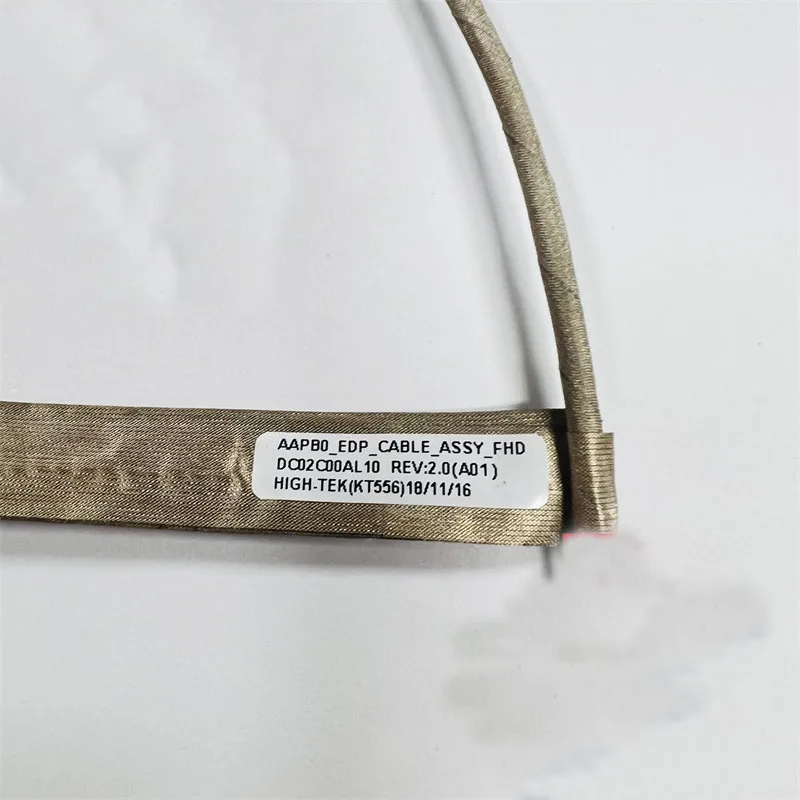 AAPB0_EDP_CABLE_ASSY_FHD
DC02C00AL10 REV:2.0(A01)
HIGH-TEK(KT556)18/11/16